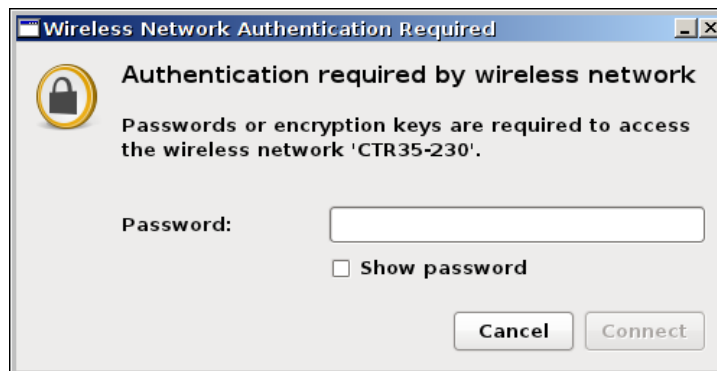 Wireless Network Authentication Required
Authentication required by wireless network
Passwords or encryption keys are required to access
the wireless network 'CTR35-230'.
Password:
Show password
Cancel Connect